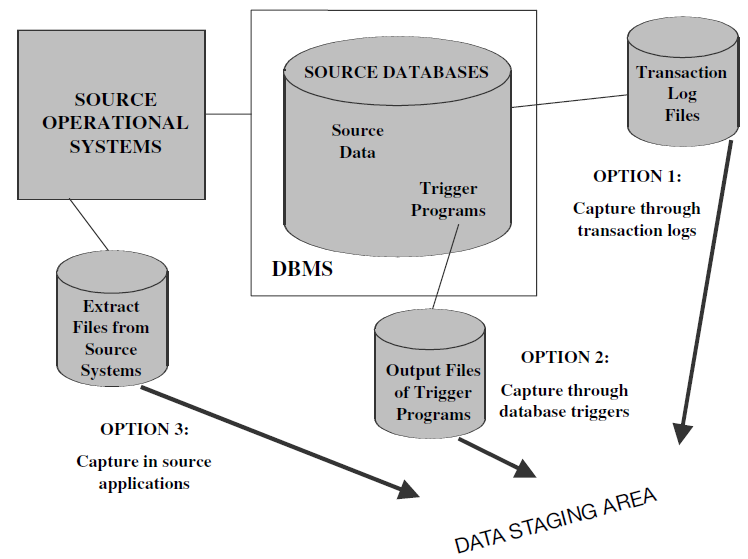 SOURCE
OPERATIONAL
SYSTEMS
SOURCE DATABASES
Source
Data
Trigger
Programs
DBMS
Transaction
Log
Files
OPTION 1:
Capture through
transaction logs
Extract
Files from
Source
Systems
OPTION 3:
Capture in source
applications
Output Files
of Trigger
Programs
OPTION 2:
Capture through
database triggers
DATA STAGING AREA